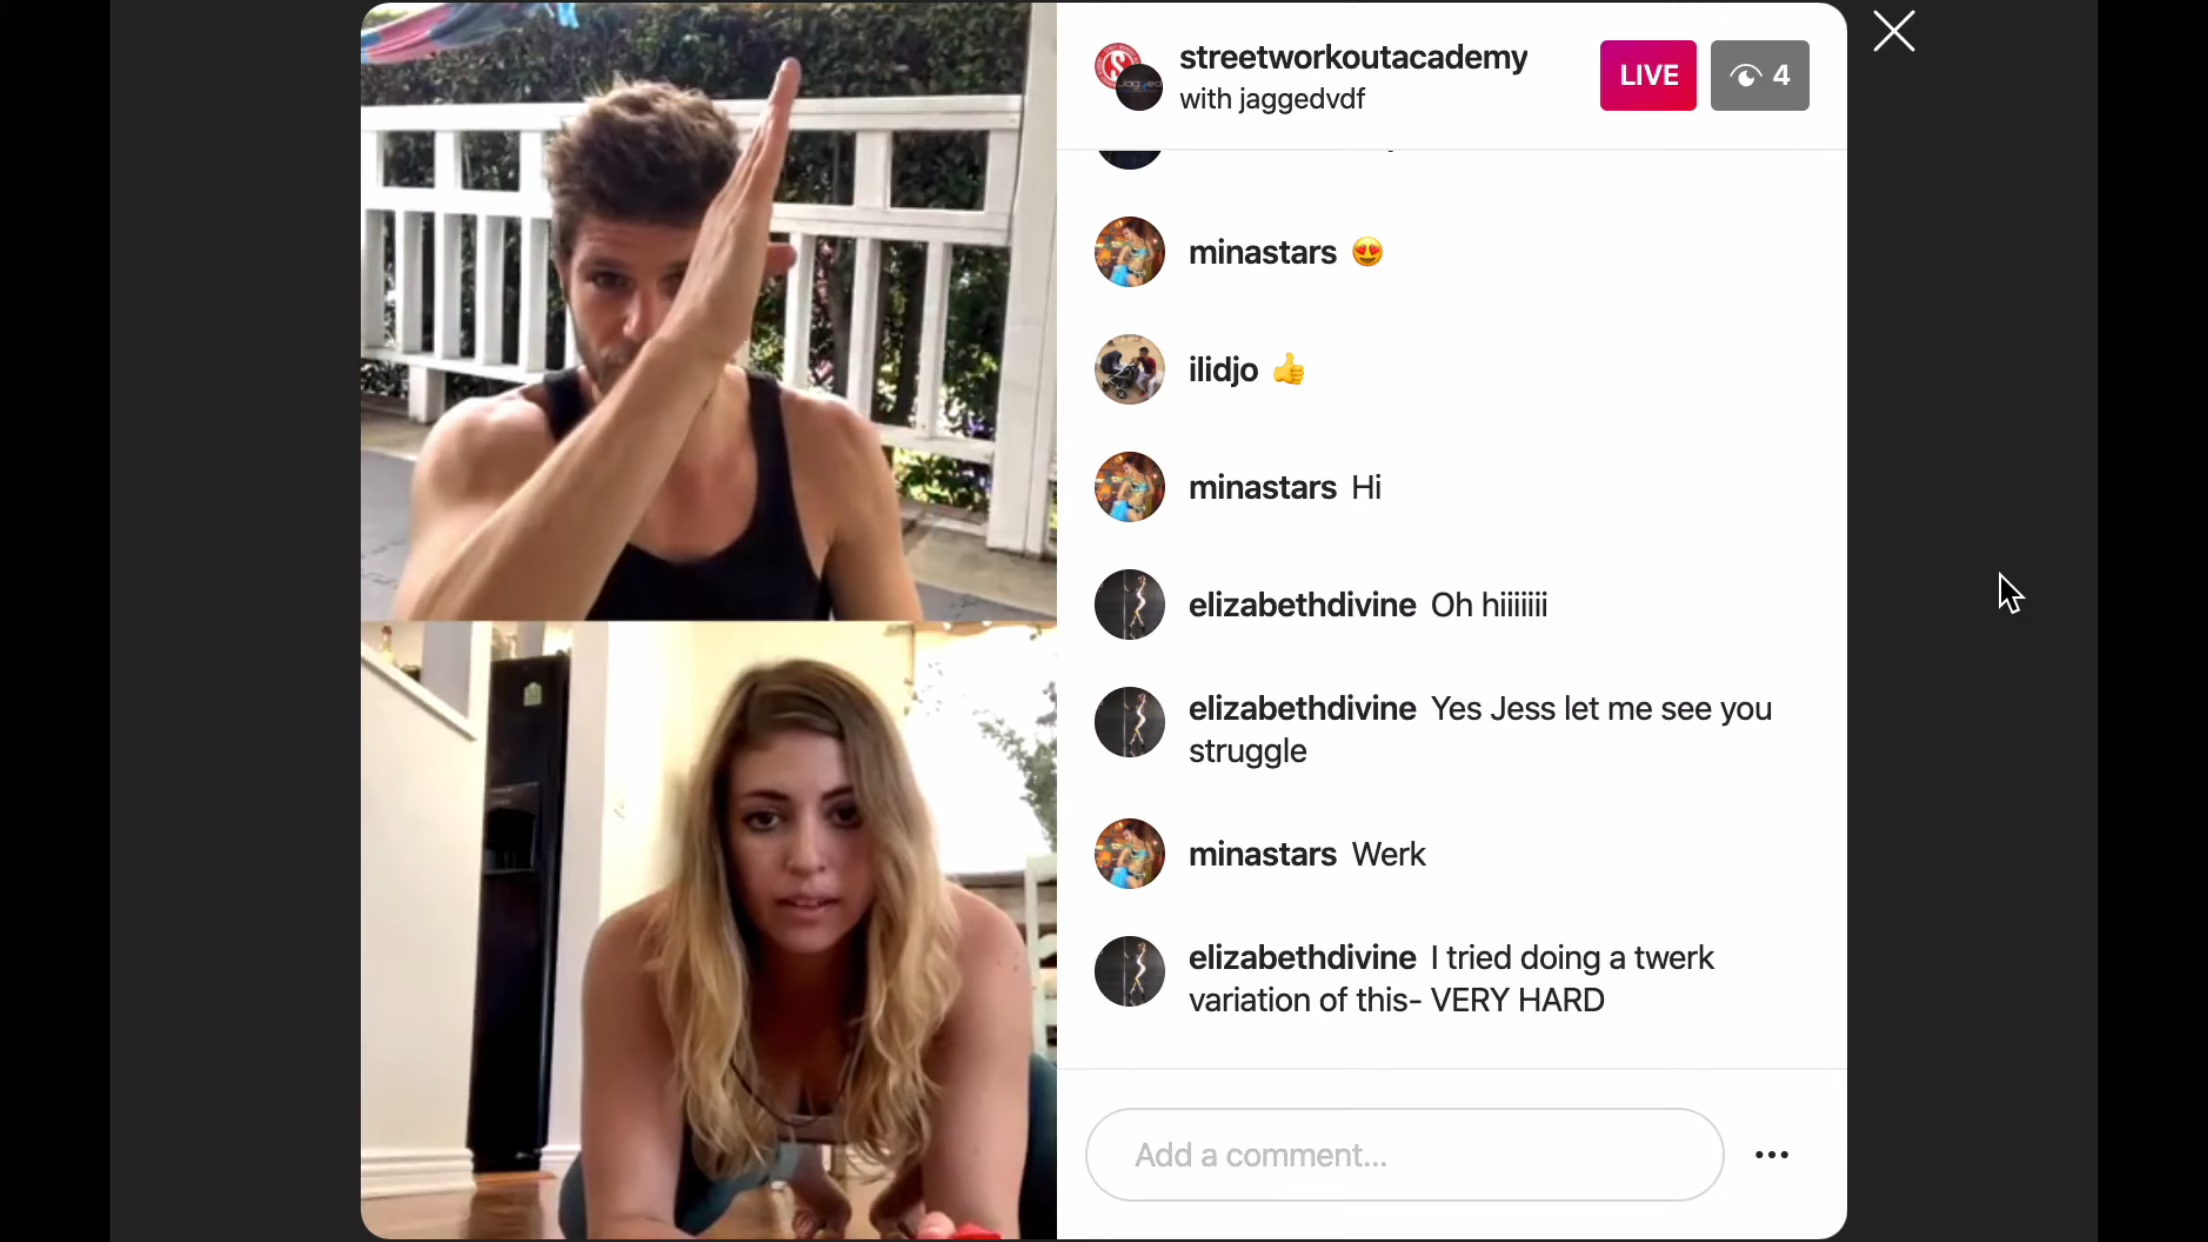 streetworkoutacademy
with jaggedvdf
LIVE
4
minastars 😍
ilidjo 👍
minastars Hi
elizabethdivine Oh hiiiiiii
elizabethdivine Yes Jess let me see you
struggle
minastars Werk
elizabethdivine I tried doing a twerk
variation of this- VERY HARD
Add a comment...